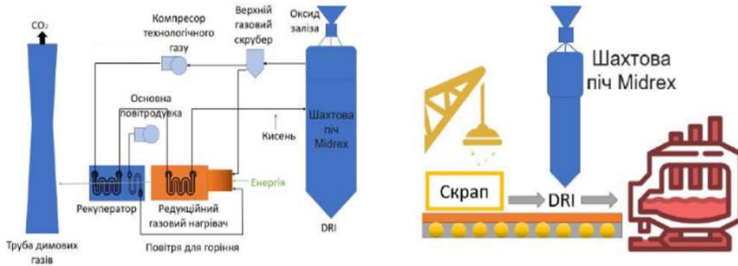 CO₂
Компресор
технологічного
газу
Верхній
газовий
скрубер
Оксид
заліза
Основна
повітродувка
Шахтова
піч
Midrex
Кисень
Енергія
Рекуператор
Редукційний
газовий нагрівач
Труба димових
газів
Повітря для горіння
DRI
Шахтова
піч Midrex
Скрап
DRI